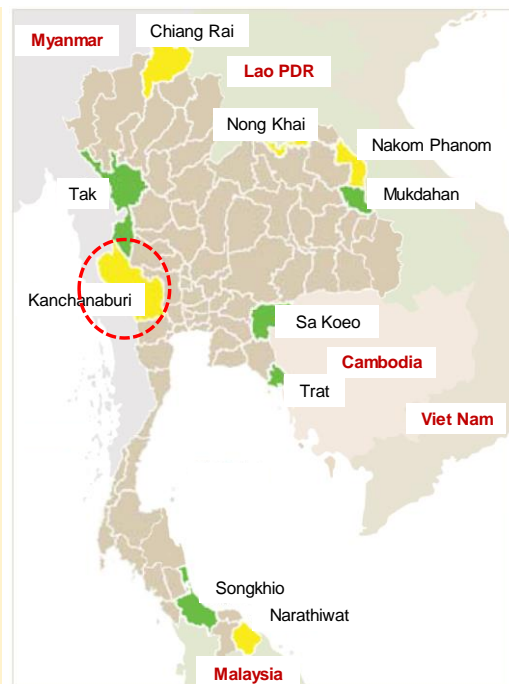 Chiang Rai
Myanmar
Lao PDR
Nong Khai
Nakom Phanom
Tak
Mukdahan
Kanchanaburi
Sa Koeo
Cambodia
Trat
Viet Nam
Songkhio
Narathiwat
Malaysia